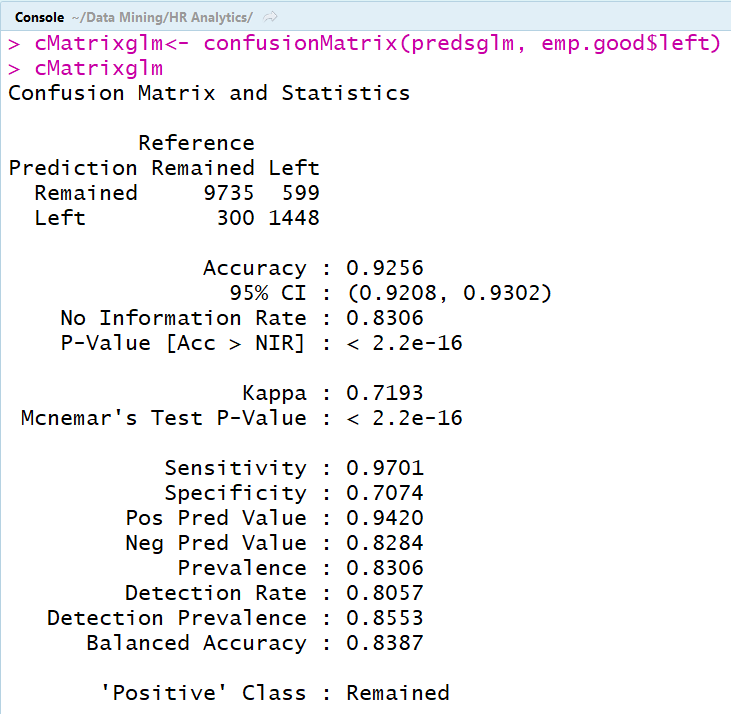 Console ~/Data Mining/HR Analytics/
> cMatrixglm<- confusionMatrix(predsglm, emp.good$left)
> cMatrixglm
Confusion Matrix and Statistics
Reference
Prediction Remained Left
Remained 9735 599
Left 300 1448
Accuracy : 0.9256
95% CI : (0.9208, 0.9302)
No Information Rate : 0.8306
P-Value [Acc > NIR] : < 2.2e-16
Kappa : 0.7193
Mcnemar's Test P-Value : < 2.2e-16
Sensitivity : 0.9701
Specificity : 0.7074
Pos Pred Value : 0.9420
Neg Pred Value : 0.8284
Prevalence : 0.8306
Detection Rate : 0.8057
Detection Prevalence : 0.8553
Balanced Accuracy : 0.8387
'Positive' Class : Remained